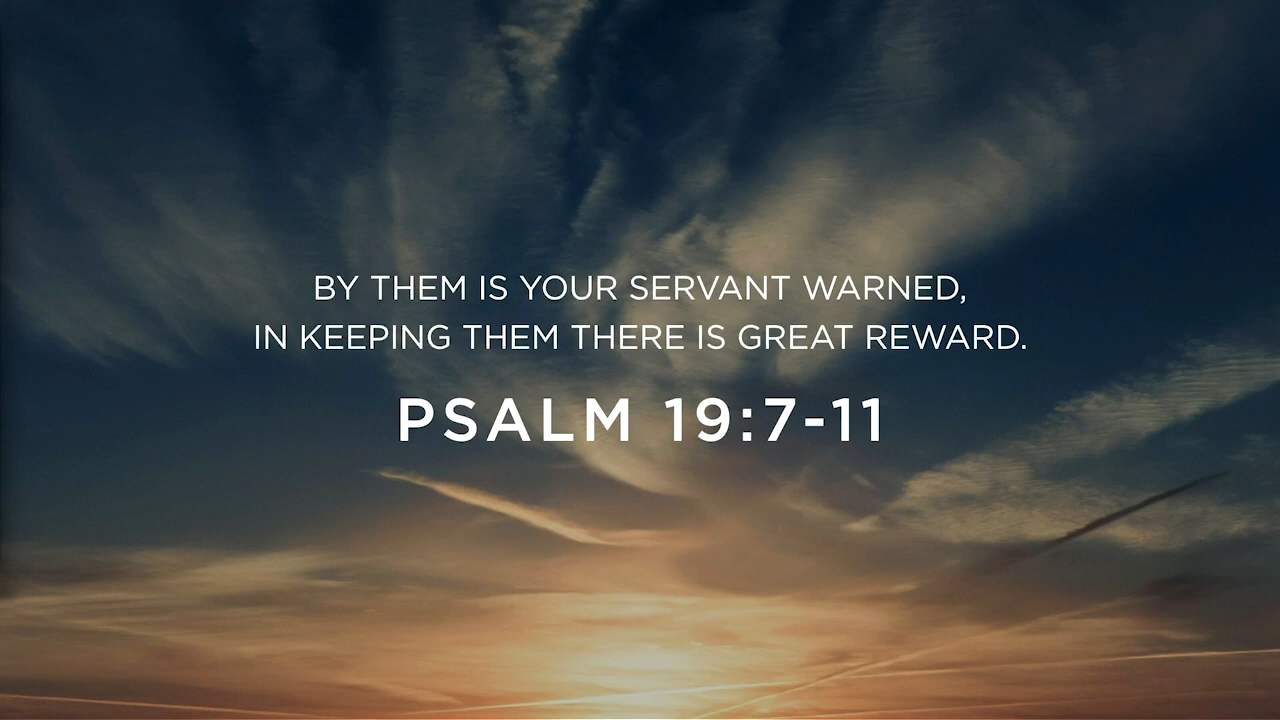 BY THEM IS YOUR SERVANT WARNED,
IN KEEPING THEM THERE IS GREAT REWARD.
PSALM 19:7-11